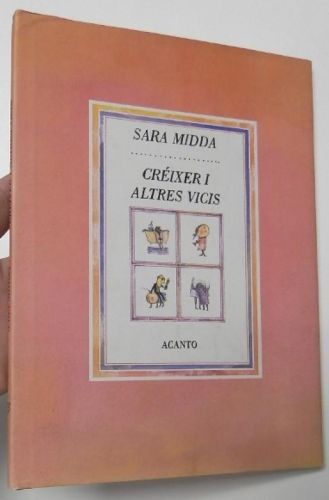 SARA MIDDA
CRÉIXER I
ALTRES VICIS
ACANTO